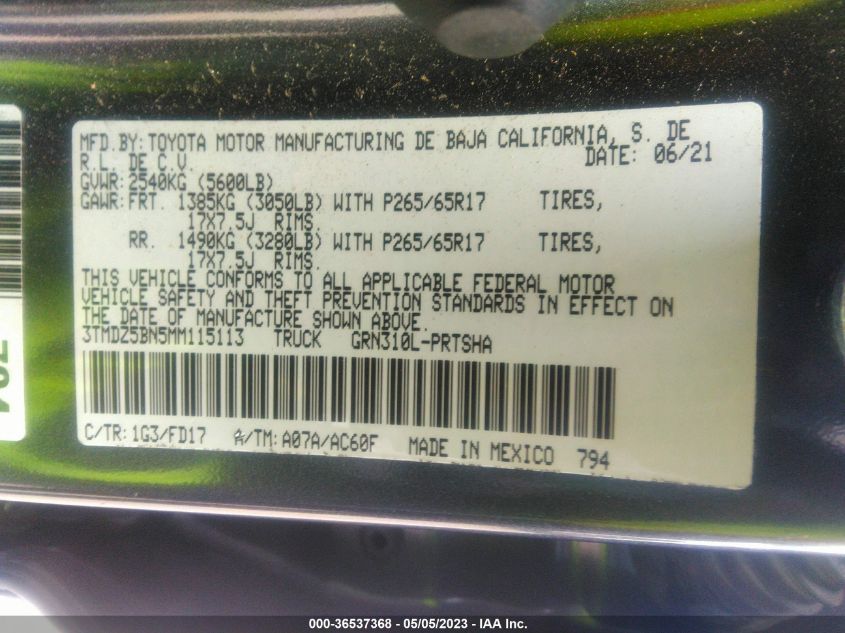 MFD.BY: TOYOTA MOTOR MANUFACTURING DE BAJA CALIFORNIA, S. DE
R.L. DE C.V. DATE: 06/21
GVWR: 2540KG (5600LB)
GAWR: FRT. 1385KG (3050LB) WITH P265/65R17 TIRES,
17X7.5J RIMS.
RR. 1490KG (3280LB) WITH P265/65R17 TIRES,
17X7.5J RIMS.
THIS VEHICLE CONFORMS TO ALL APPLICABLE FEDERAL MOTOR
VEHICLE SAFETY AND THEFT PREVENTION STANDARDS IN EFFECT ON
THE DATE OF MANUFACTURE SHOWN ABOVE.
3TMDZ5BN5MM115113 TRUCK GRN310L-PRTSHA
C/TR: 1G3/FD17 A/TM: A07A/AC60F MADE IN MEXICO 794
000-36537368 - 05/05/2023 - IAA Inc.